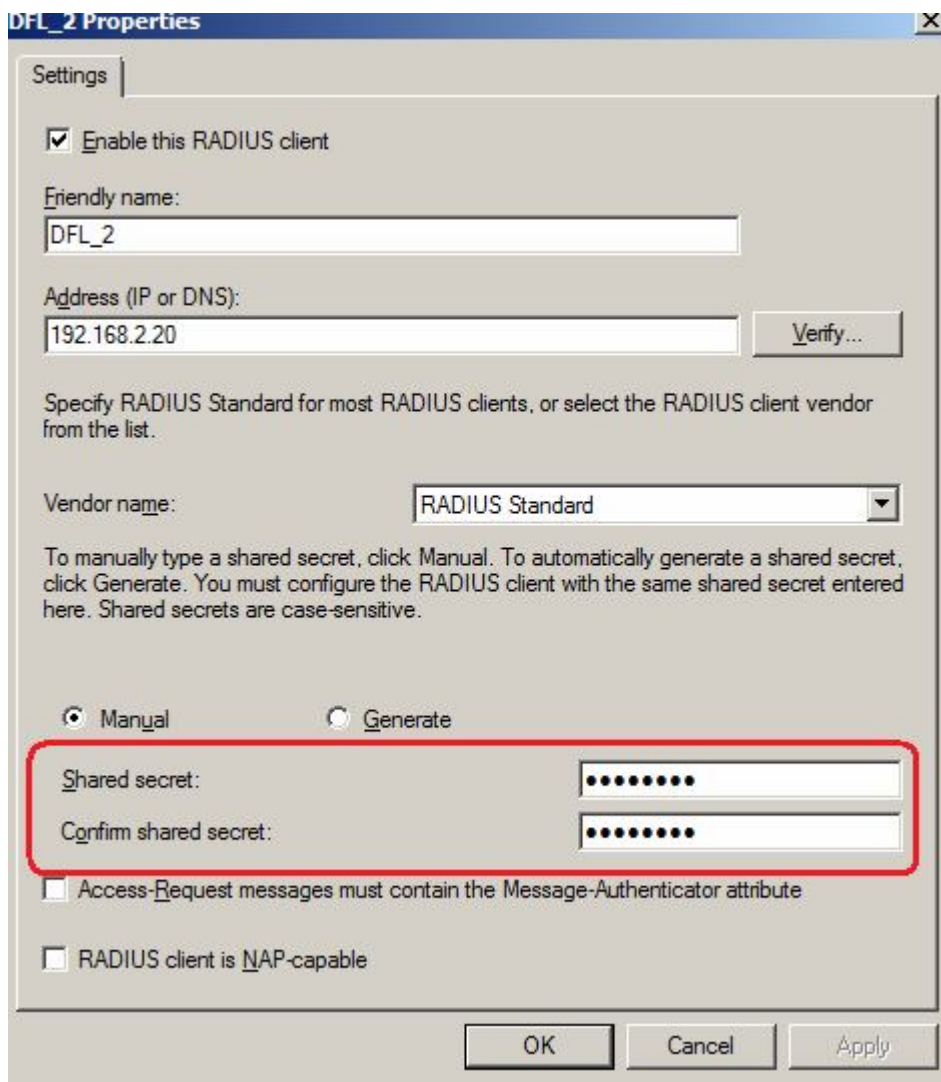 DFL_2 Properties
Settings
Enable this RADIUS client
Friendly name:
DFL_2
Address (IP or DNS):
192.168.2.20
Verify...
Specify RADIUS Standard for most RADIUS clients, or select the RADIUS client vendor
from the list.
Vendor name:
RADIUS Standard
To manually type a shared secret, click Manual. To automatically generate a shared secret,
click Generate. You must configure the RADIUS client with the same shared secret entered
here. Shared secrets are case-sensitive.
Manual
Generate
Shared secret:
●●●●●●●●
Confirm shared secret:
●●●●●●●●
Access-Request messages must contain the Message-Authenticator attribute
RADIUS client is NAP-capable
OK
Cancel
Apply